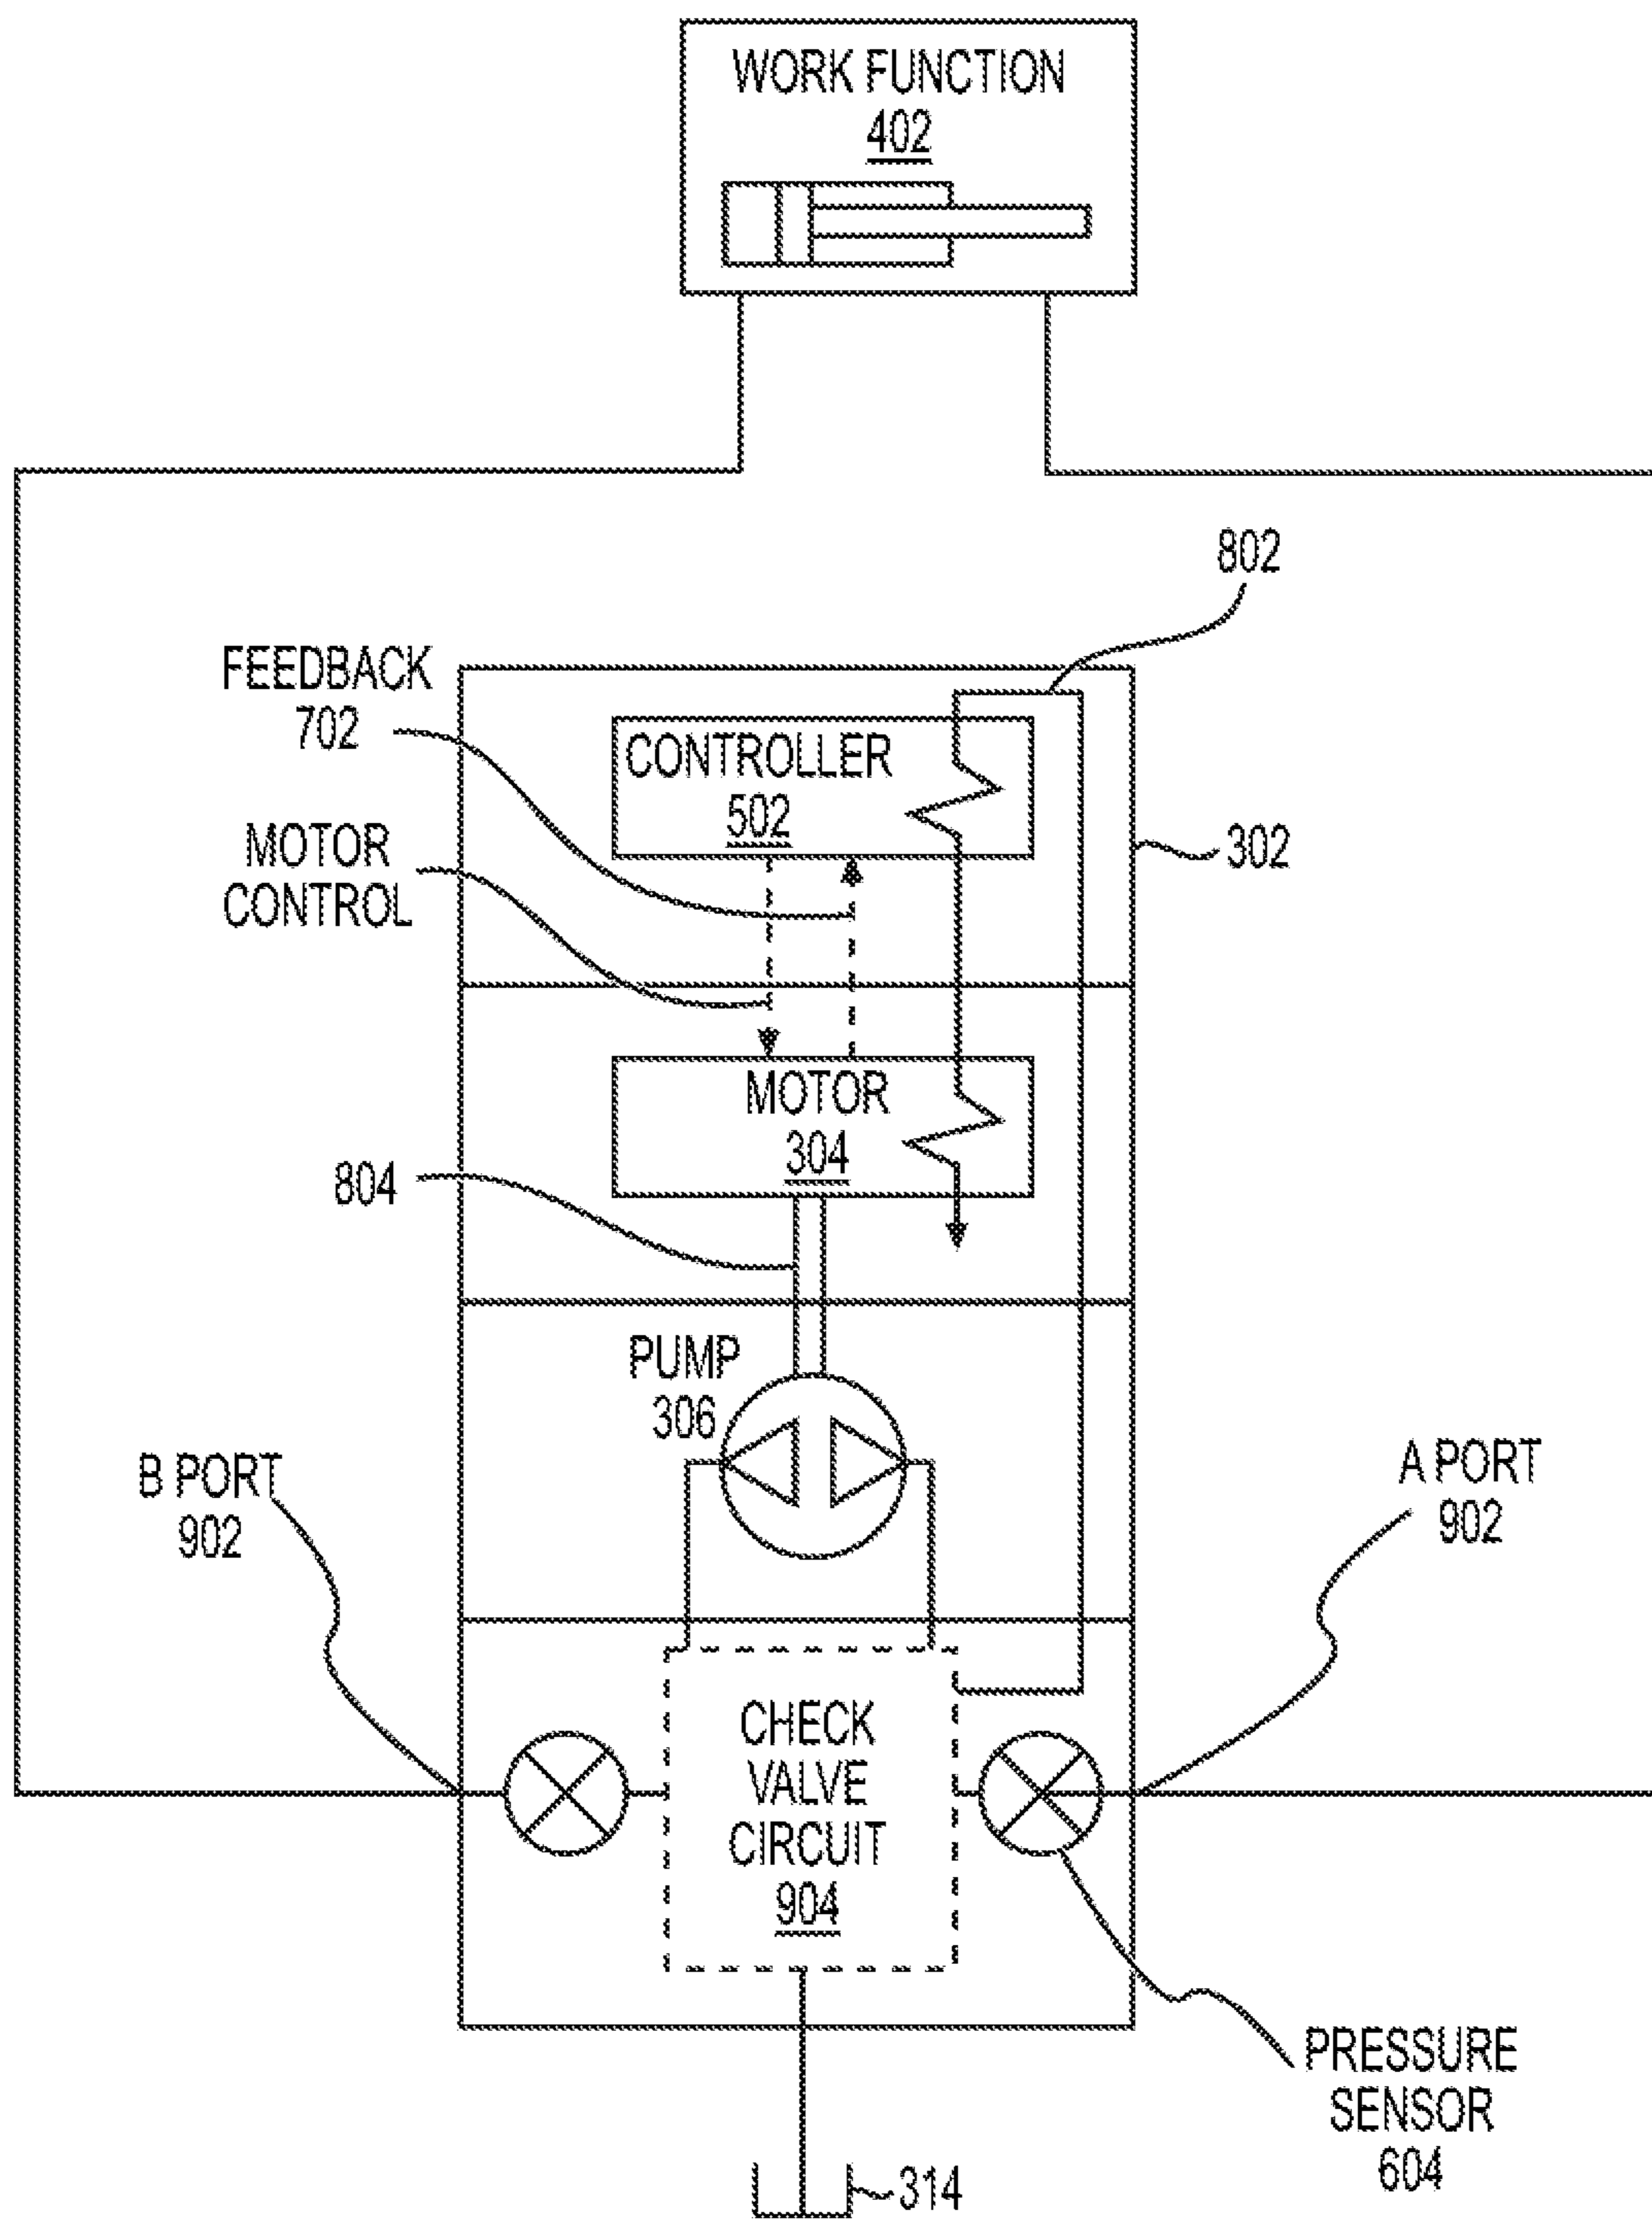 WORK FUNCTION
402
802
FEEDBACK
702
CONTROLLER
502
MOTOR
CONTROL
302
MOTOR
304
804
PUMP
306
B PORT
902
A PORT
902
CHECK
VALVE
CIRCUIT
904
PRESSURE
SENSOR
604
314